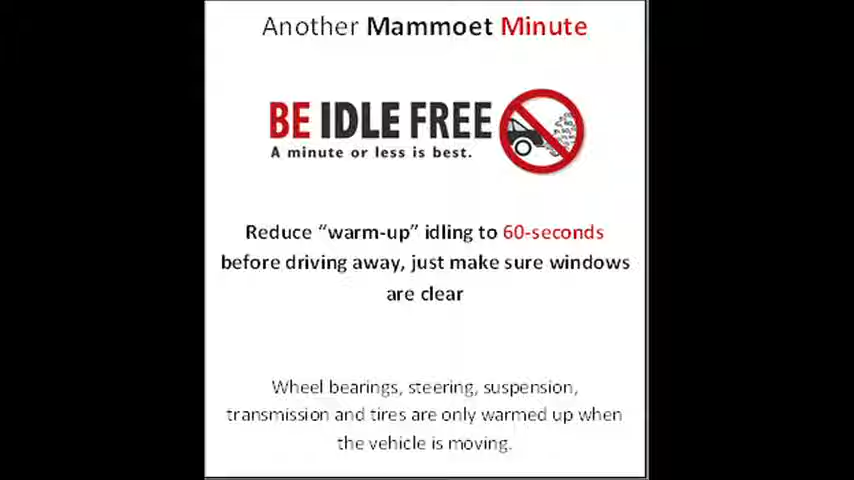 Another Mammoet Minute
BE IDLE FREE
A minute or less is best.
Reduce “warm-up” idling to 60-seconds
before driving away, just make sure windows
are clear
Wheel bearings, steering, suspension,
transmission and tires are only warmed up when
the vehicle is moving.